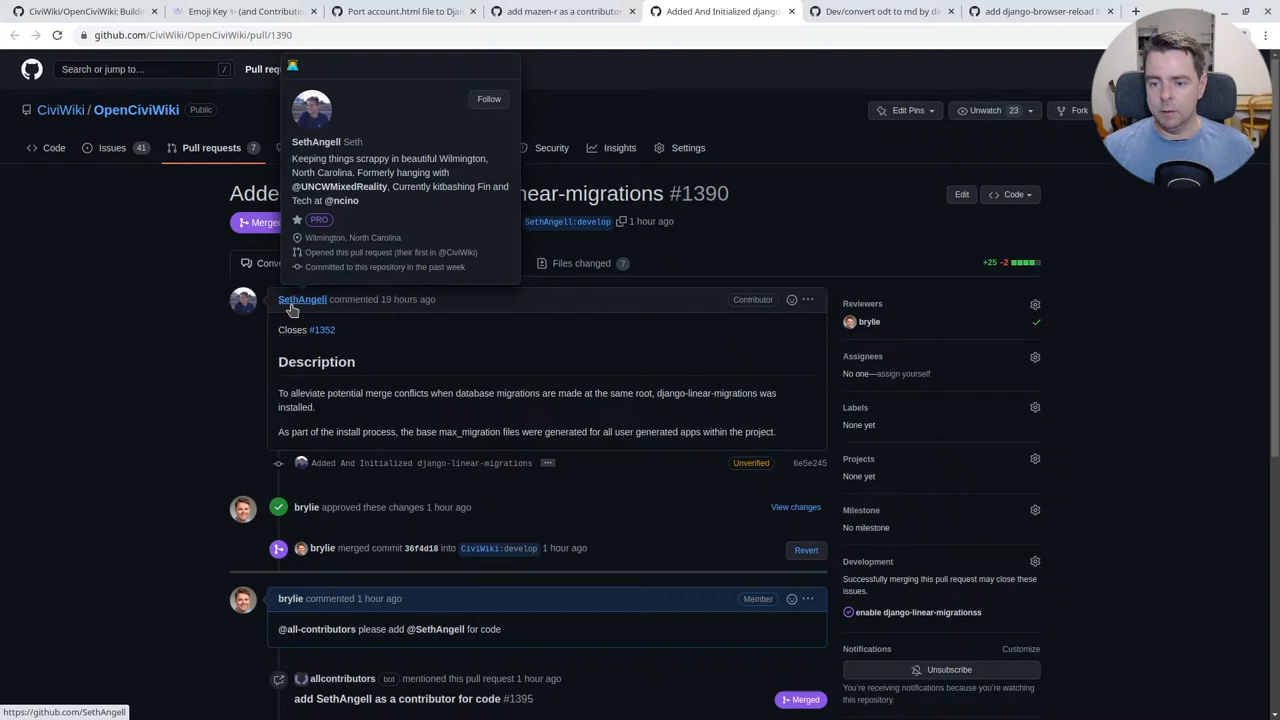 OpenCiviWiki/OpenCiviWiki: Buildin
Emoji Key ✨ (and Contribution
Port account.html file to Djan
add mazen-r as a contributor
Added And Initialized django
Dev/convert odt to md by di
add django-browser-reload b
github.com/CiviWiki/OpenCiviWiki/pull/1390
Search or jump to...
/
Pull req
CiviWiki / OpenCiviWiki
Public
Edit Pins
Unwatch 23
Fork
Code
Issues 41
Pull requests 7
Security
Insights
Settings
Follow
SethAngell Seth
Keeping things scrappy in beautiful Wilmington,
North Carolina. Formerly hanging with
@UNCWMixedReality, Currently kitbashing Fin and
Tech at @ncino
PRO
Wilmington, North Carolina
Opened this pull request (their first in @CiviWiki)
Committed to this repository in the past week
Added
near-migrations #1390
Edit
Code
Merged
SethAngell:develop
1 hour ago
Conv
Files changed 7
+25 −2
SethAngell commented 19 hours ago
Contributor
Closes #1352
Description
To alleviate potential merge conflicts when database migrations are made at the same root, django-linear-migrations was
installed.
As part of the install process, the base max_migration files were generated for all user generated apps within the project.
Added And Initialized django-linear-migrations
Unverified
6e5e245
brylie approved these changes 1 hour ago
View changes
brylie merged commit 36f4d18 into CiviWiki:develop 1 hour ago
Revert
brylie commented 1 hour ago
Member
@all-contributors please add @SethAngell for code
allcontributors bot mentioned this pull request 1 hour ago
add SethAngell as a contributor for code #1395
Merged
Reviewers
brylie
Assignees
No one—assign yourself
Labels
None yet
Projects
None yet
Milestone
No milestone
Development
Successfully merging this pull request may close these
issues.
enable django-linear-migrationss
Notifications
Customize
Unsubscribe
You're receiving notifications because you're watching
this repository.
https://github.com/SethAngell